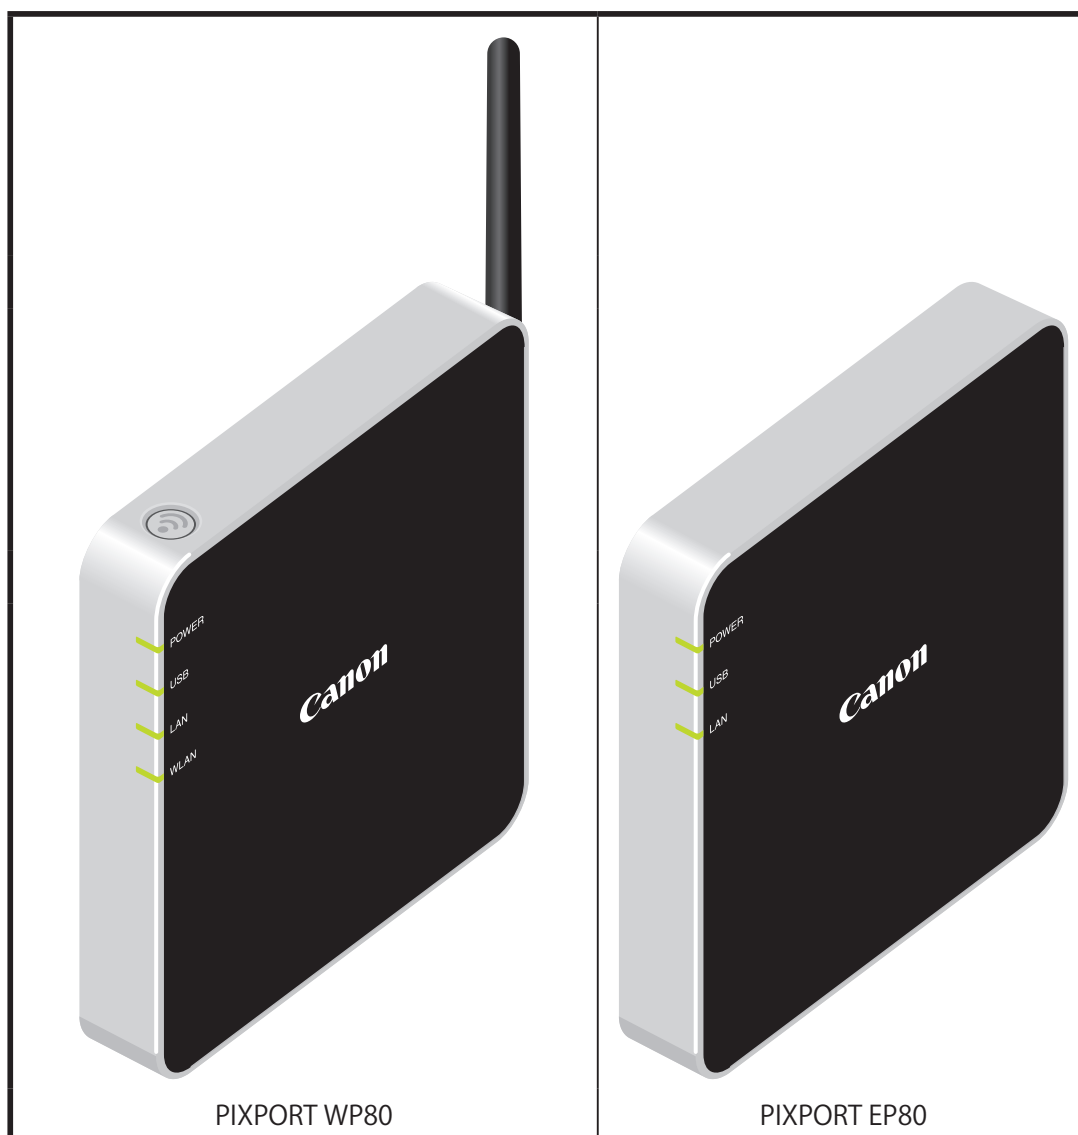 POWER
USB
LAN
WLAN
Canon
PIXPORT WP80
POWER
USB
LAN
Canon
PIXPORT EP80